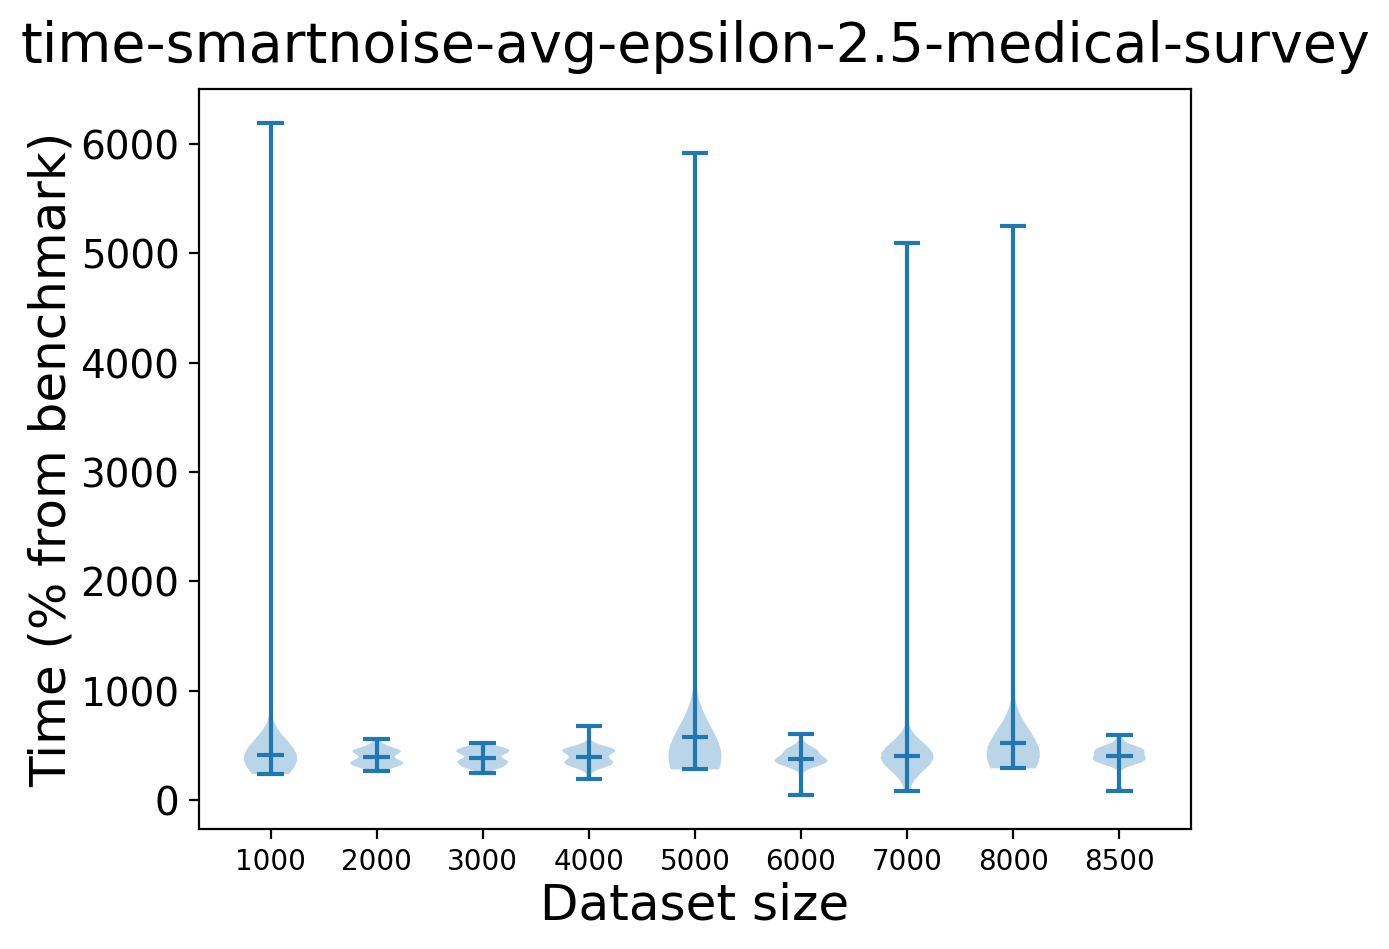 time-smartnoise-avg-epsilon-2.5-medical-survey
Time (% from benchmark)
6000
5000
4000
3000
2000
1000
0
1000 2000 3000 4000 5000 6000 7000 8000 8500
Dataset size